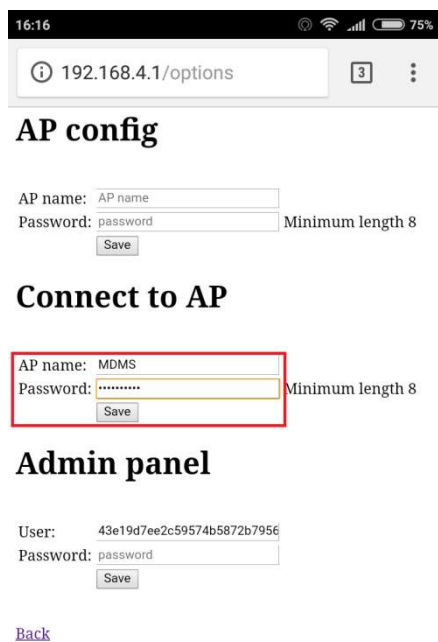 16:16 75%
192.168.4.1/options 3
AP config
AP name: AP name
Password: password Minimum length 8
Save
Connect to AP
AP name: MDMS
Password: •••••••••• Minimum length 8
Save
Admin panel
User: 43e19d7ee2c59574b5872b7956
Password: password
Save
Back